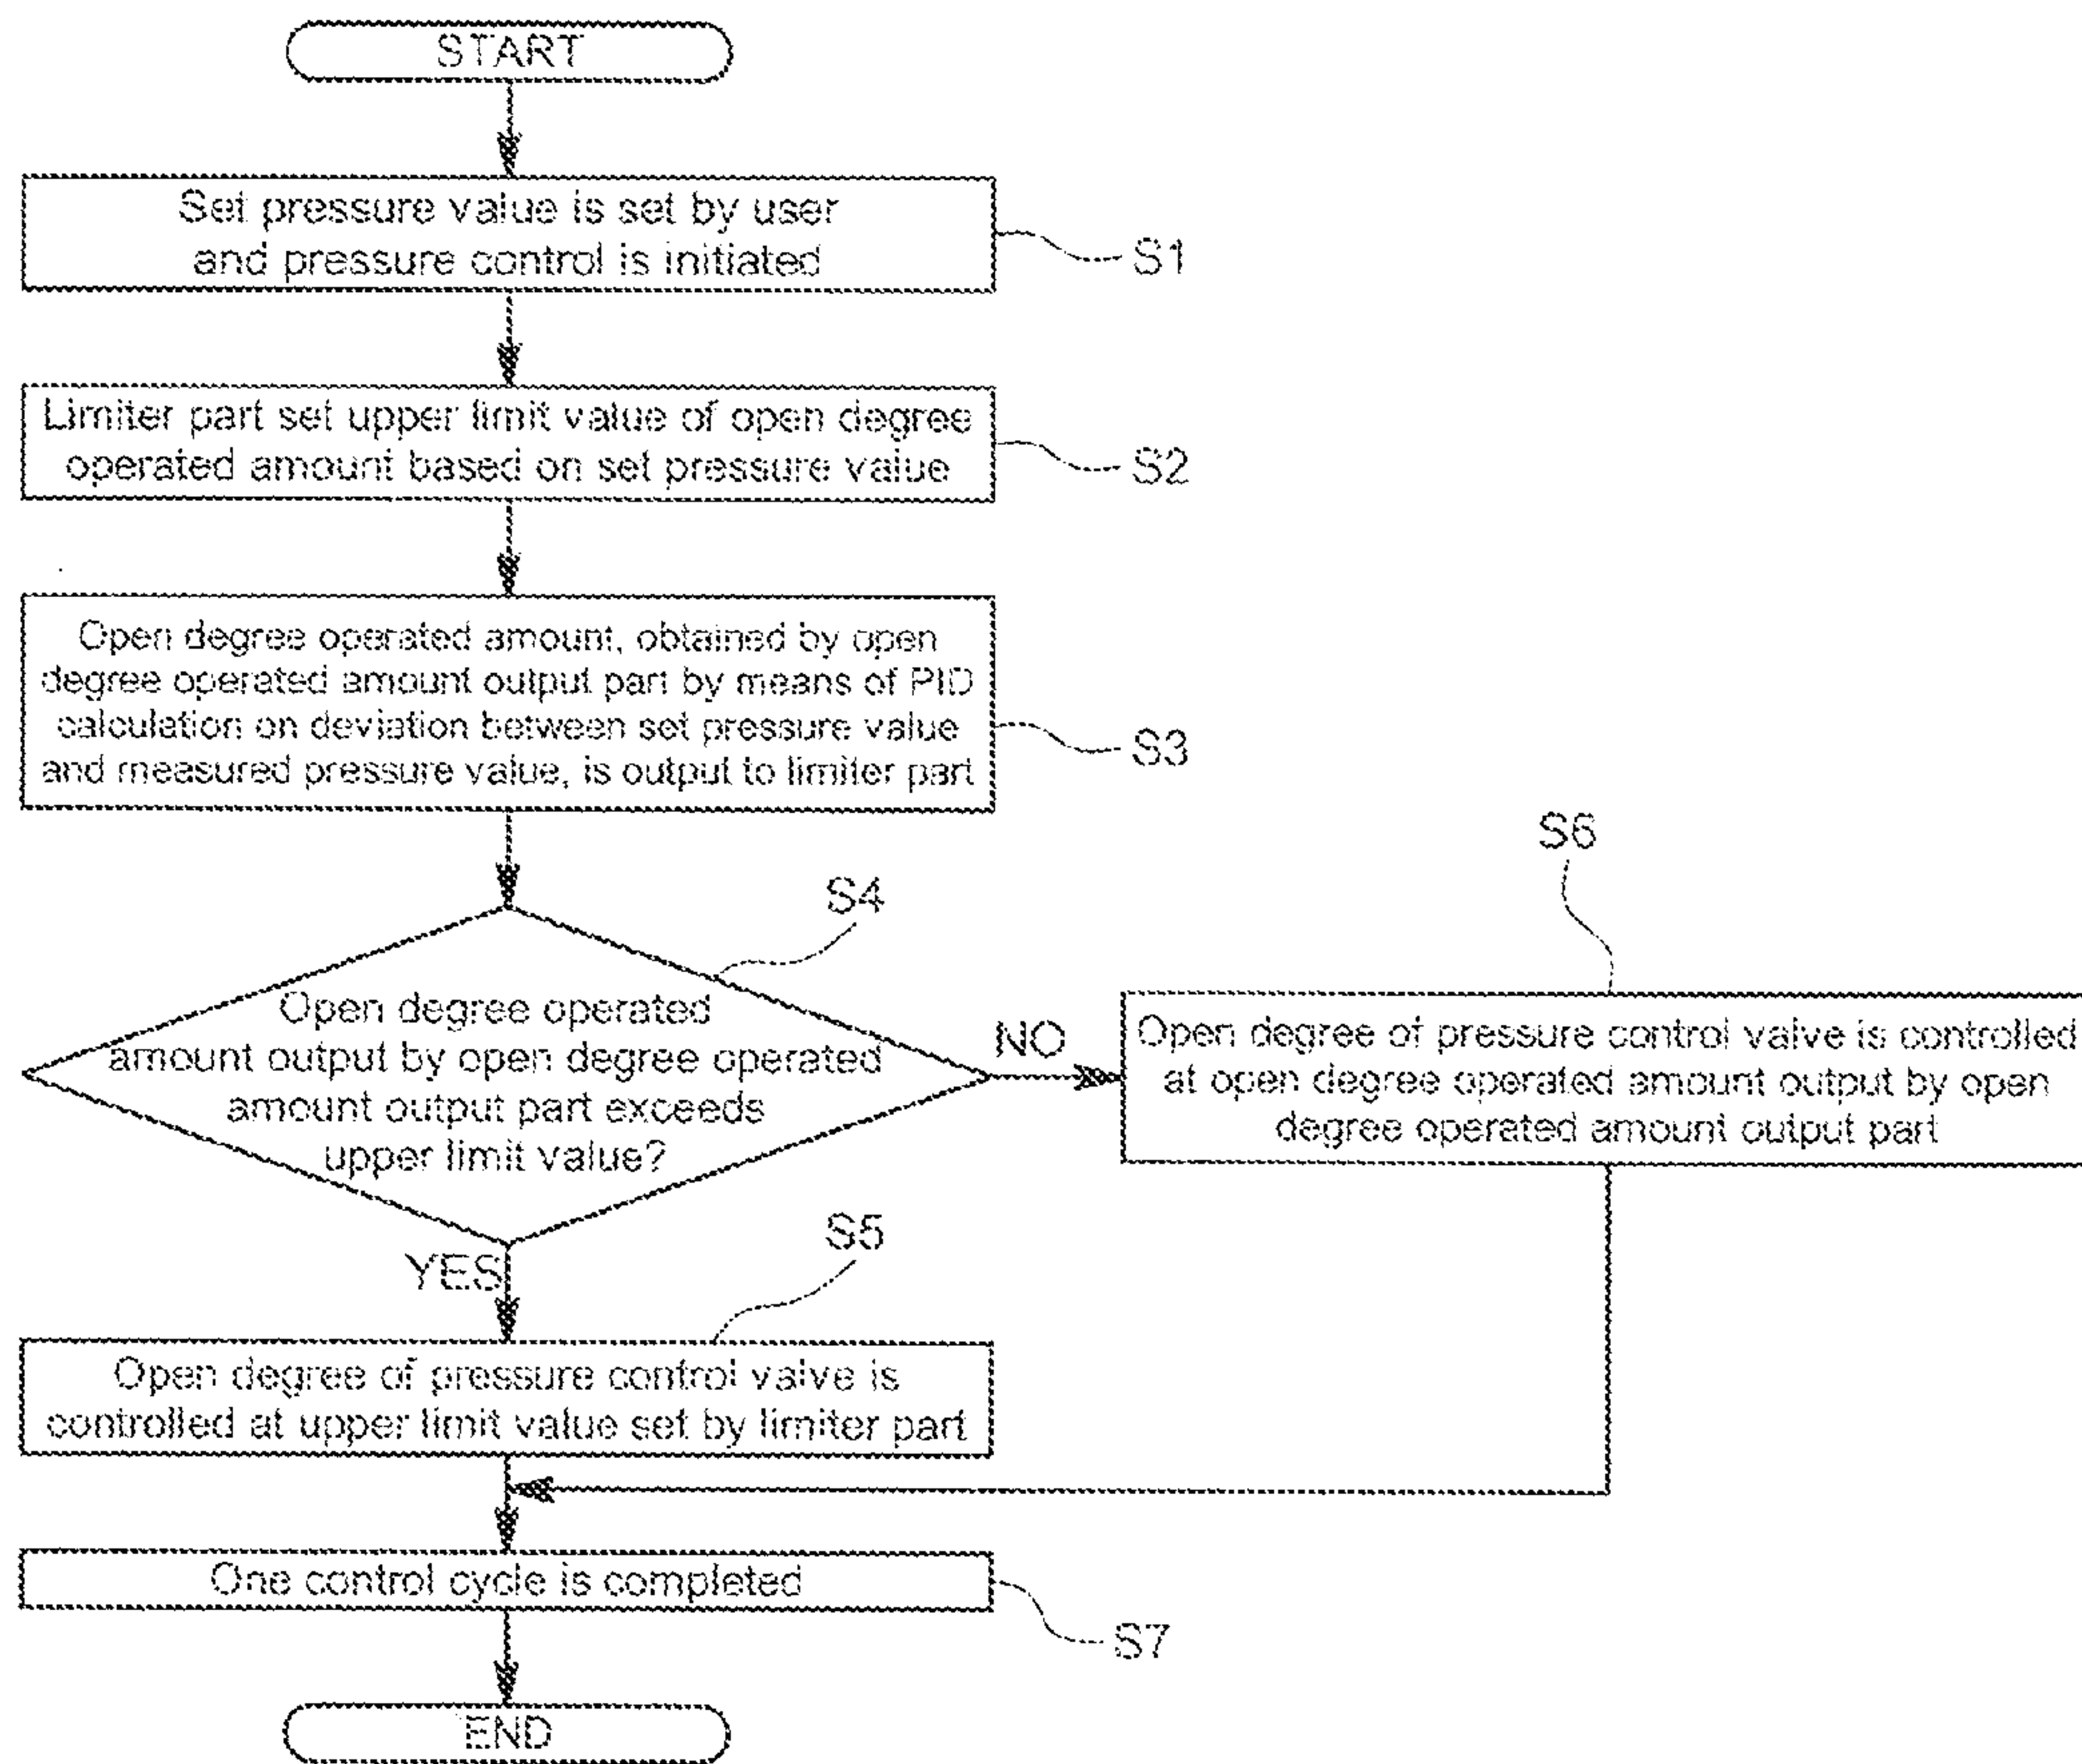 START
Set pressure value is set by user
and pressure control is initiated
S1
Limiter part set upper limit value of open degree
operated amount based on set pressure value
S2
Open degree operated amount, obtained by open
degree operated amount output part by means of PID
calculation on deviation between set pressure value
and measured pressure value, is output to limiter part
S3
S4
Open degree operated
amount output by open degree operated
amount output part exceeds
upper limit value?
NO
S6
Open degree of pressure control valve is controlled
at open degree operated amount output by open
degree operated amount output part
YES
S5
Open degree of pressure control valve is
controlled at upper limit value set by limiter part
One control cycle is completed
S7
END